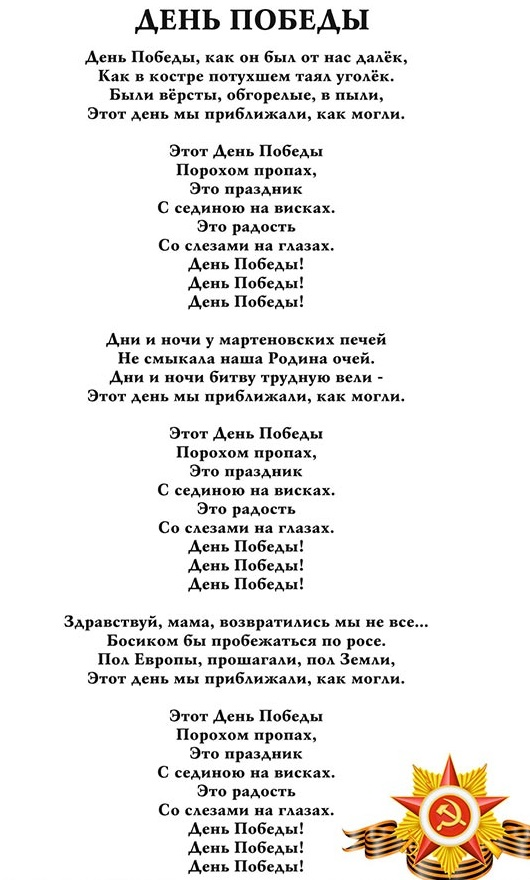 ДЕНЬ ПОБЕДЫ
День Победы, как он был от нас далёк,
Как в костре потухшем таял уголёк.
Были вёрсты, обгорелые, в пыли,
Этот день мы приближали, как могли.
Этот День Победы
Порохом пропах,
Это праздник
С сединою на висках.
Это радость
Со слезами на глазах.
День Победы!
День Победы!
День Победы!
Дни и ночи у мартеновских печей
Не смыкала наша Родина очей.
Дни и ночи битву трудную вели -
Этот день мы приближали, как могли.
Этот День Победы
Порохом пропах,
Это праздник
С сединою на висках.
Это радость
Со слезами на глазах.
День Победы!
День Победы!
День Победы!
Здравствуй, мама, возвратились мы не все...
Босиком бы пробежаться по росе.
Пол Европы, прошагали, пол Земли,
Этот день мы приближали, как могли.
Этот День Победы
Порохом пропах,
Это праздник
С сединою на висках.
Это радость
Со слезами на глазах.
День Победы!
День Победы!
День Победы!